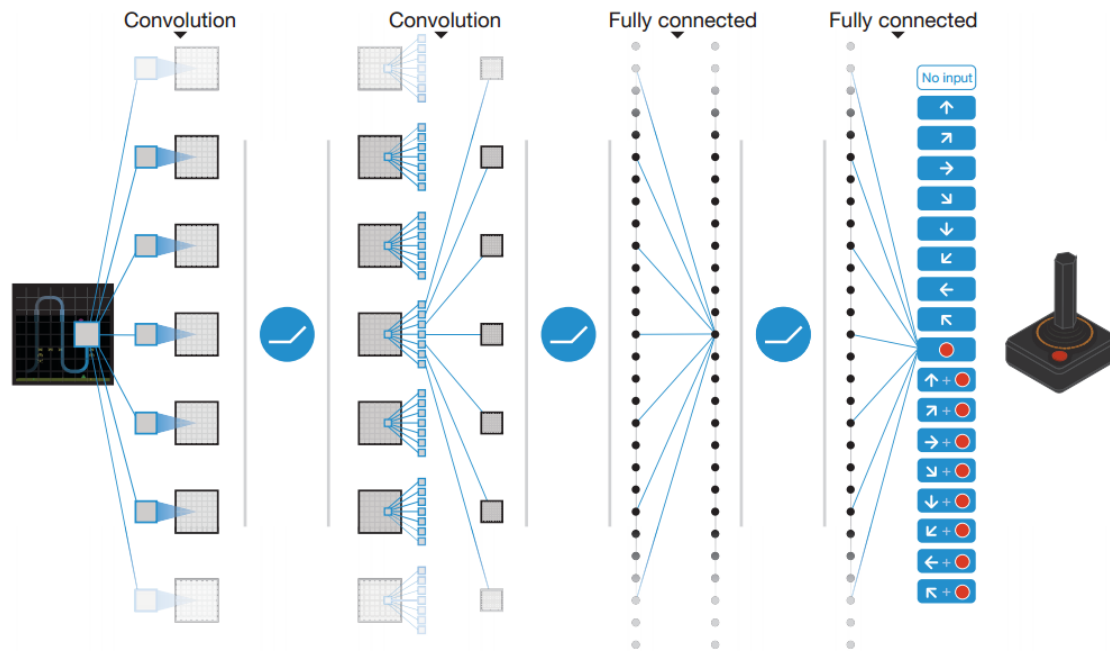 Convolution
Convolution
Fully connected
Fully connected
No input
+
+
+
+
+
+
+
+